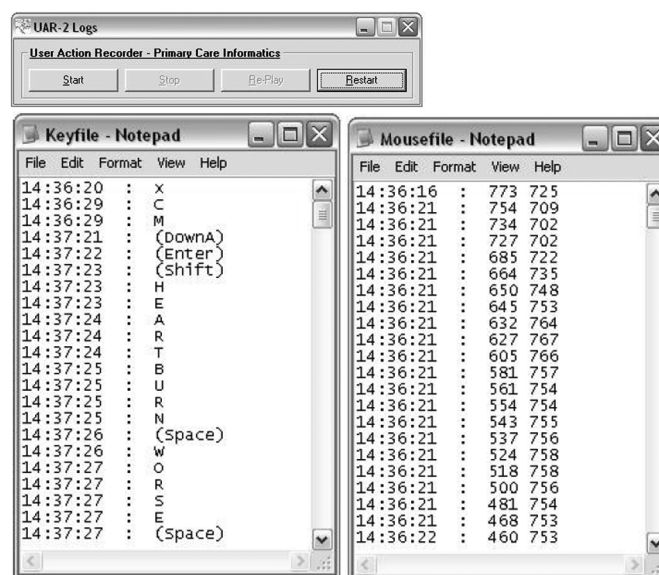 UAR-2 Logs
User Action Recorder - Primary Care Informatics
Start Stop Re-Play Restart
Keyfile - Notepad
File Edit Format View Help
14:36:20 : X
14:36:29 : C
14:36:29 : M
14:37:21 : (DownA)
14:37:22 : (Enter)
14:37:23 : (Shift)
14:37:23 : H
14:37:23 : E
14:37:24 : A
14:37:24 : R
14:37:24 : T
14:37:25 : B
14:37:25 : U
14:37:25 : R
14:37:25 : N
14:37:26 : (Space)
14:37:26 : W
14:37:27 : O
14:37:27 : R
14:37:27 : S
14:37:27 : E
14:37:27 : (Space)
Mousefile - Notepad
File Edit Format View Help
14:36:16 : 773 725
14:36:21 : 754 709
14:36:21 : 734 702
14:36:21 : 727 702
14:36:21 : 685 722
14:36:21 : 664 735
14:36:21 : 650 748
14:36:21 : 645 753
14:36:21 : 632 764
14:36:21 : 627 767
14:36:21 : 605 766
14:36:21 : 581 757
14:36:21 : 561 754
14:36:21 : 554 754
14:36:21 : 543 755
14:36:21 : 537 756
14:36:21 : 524 758
14:36:21 : 518 758
14:36:21 : 500 756
14:36:21 : 481 754
14:36:21 : 468 753
14:36:22 : 460 753